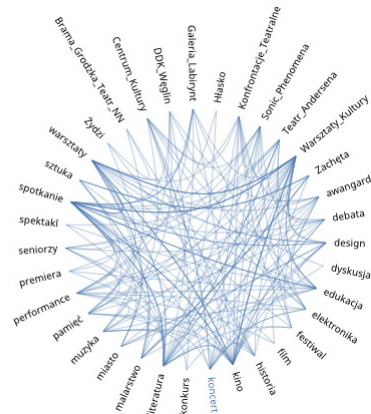 Brama_Grodzka_Teatr_NN
Centrum_Kultury
DDK_Węglin
Galeria_Labirynt
Hłasko
Konfrontacje_Teatralne
Sonic_Phenomena
Teatr_Andersena
Warsztaty_Kultury
Zachęta
awangard
debata
design
dyskusja
edukacja
elektronika
festiwal
film
historia
kino
koncert
konkurs
literatura
malarstwo
miasto
muzyka
pamięć
performance
premiera
seniorzy
spektakl
spotkanie
sztuka
warsztaty
Żydzi